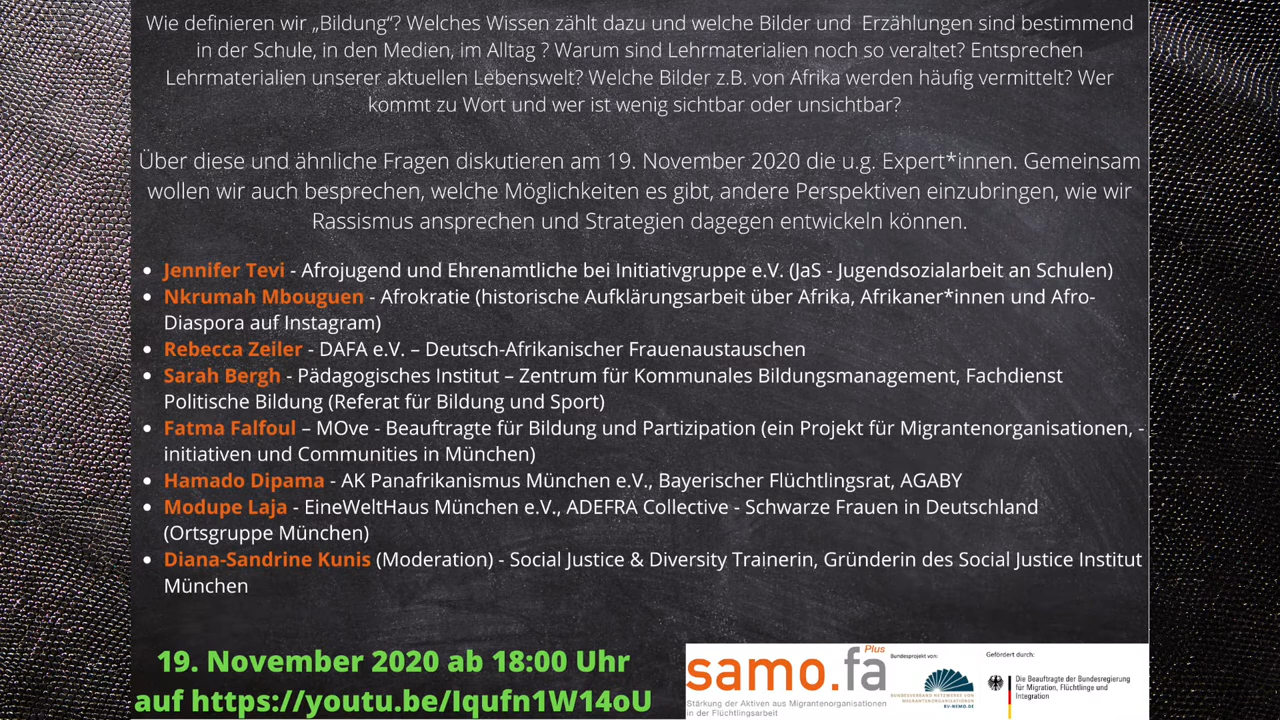 Wie definieren wir „Bildung“? Welches Wissen zählt dazu und welche Bilder und Erzählungen sind bestimmend
in der Schule, in den Medien, im Alltag ? Warum sind Lehrmaterialien noch so veraltet? Entsprechen
Lehrmaterialien unserer aktuellen Lebenswelt? Welche Bilder z.B. von Afrika werden häufig vermittelt? Wer
kommt zu Wort und wer ist wenig sichtbar oder unsichtbar?
Über diese und ähnliche Fragen diskutieren am 19. November 2020 die u.g. Expert*innen. Gemeinsam
wollen wir auch besprechen, welche Möglichkeiten es gibt, andere Perspektiven einzubringen, wie wir
Rassismus ansprechen und Strategien dagegen entwickeln können.
• Jennifer Tevi - Afrojugend und Ehrenamtliche bei Initiativgruppe e.V. (JaS - Jugendsozialarbeit an Schulen)
• Nkrumah Mbouguen - Afrokratie (historische Aufklärungsarbeit über Afrika, Afrikaner*innen und Afro-
Diaspora auf Instagram)
• Rebecca Zeiler - DAFA e.V. – Deutsch-Afrikanischer Frauenaustauschen
• Sarah Bergh - Pädagogisches Institut – Zentrum für Kommunales Bildungsmanagement, Fachdienst
Politische Bildung (Referat für Bildung und Sport)
• Fatma Falfoul – MOve - Beauftragte für Bildung und Partizipation (ein Projekt für Migrantenorganisationen, -
initiativen und Communities in München)
• Hamado Dipama - AK Panafrikanismus München e.V., Bayerischer Flüchtlingsrat, AGABY
• Modupe Laja - EineWeltHaus München e.V., ADEFRA Collective - Schwarze Frauen in Deutschland
(Ortsgruppe München)
• Diana-Sandrine Kunis (Moderation) - Social Justice & Diversity Trainerin, Gründerin des Social Justice Institut
München
19. November 2020 ab 18:00 Uhr
auf https://youtu.be/Iqufn1W14oU
samo.fa Plus
Stärkung der Aktiven aus Migrantenorganisationen
in der Flüchtlingsarbeit
Bundesprojekt von:
BUNDESVERBAND NETZWERKE VON
MIGRANTENORGANISATIONEN
BV-NEMO.DE
Gefördert durch:
Die Beauftragte der Bundesregierung
für Migration, Flüchtlinge und
Integration